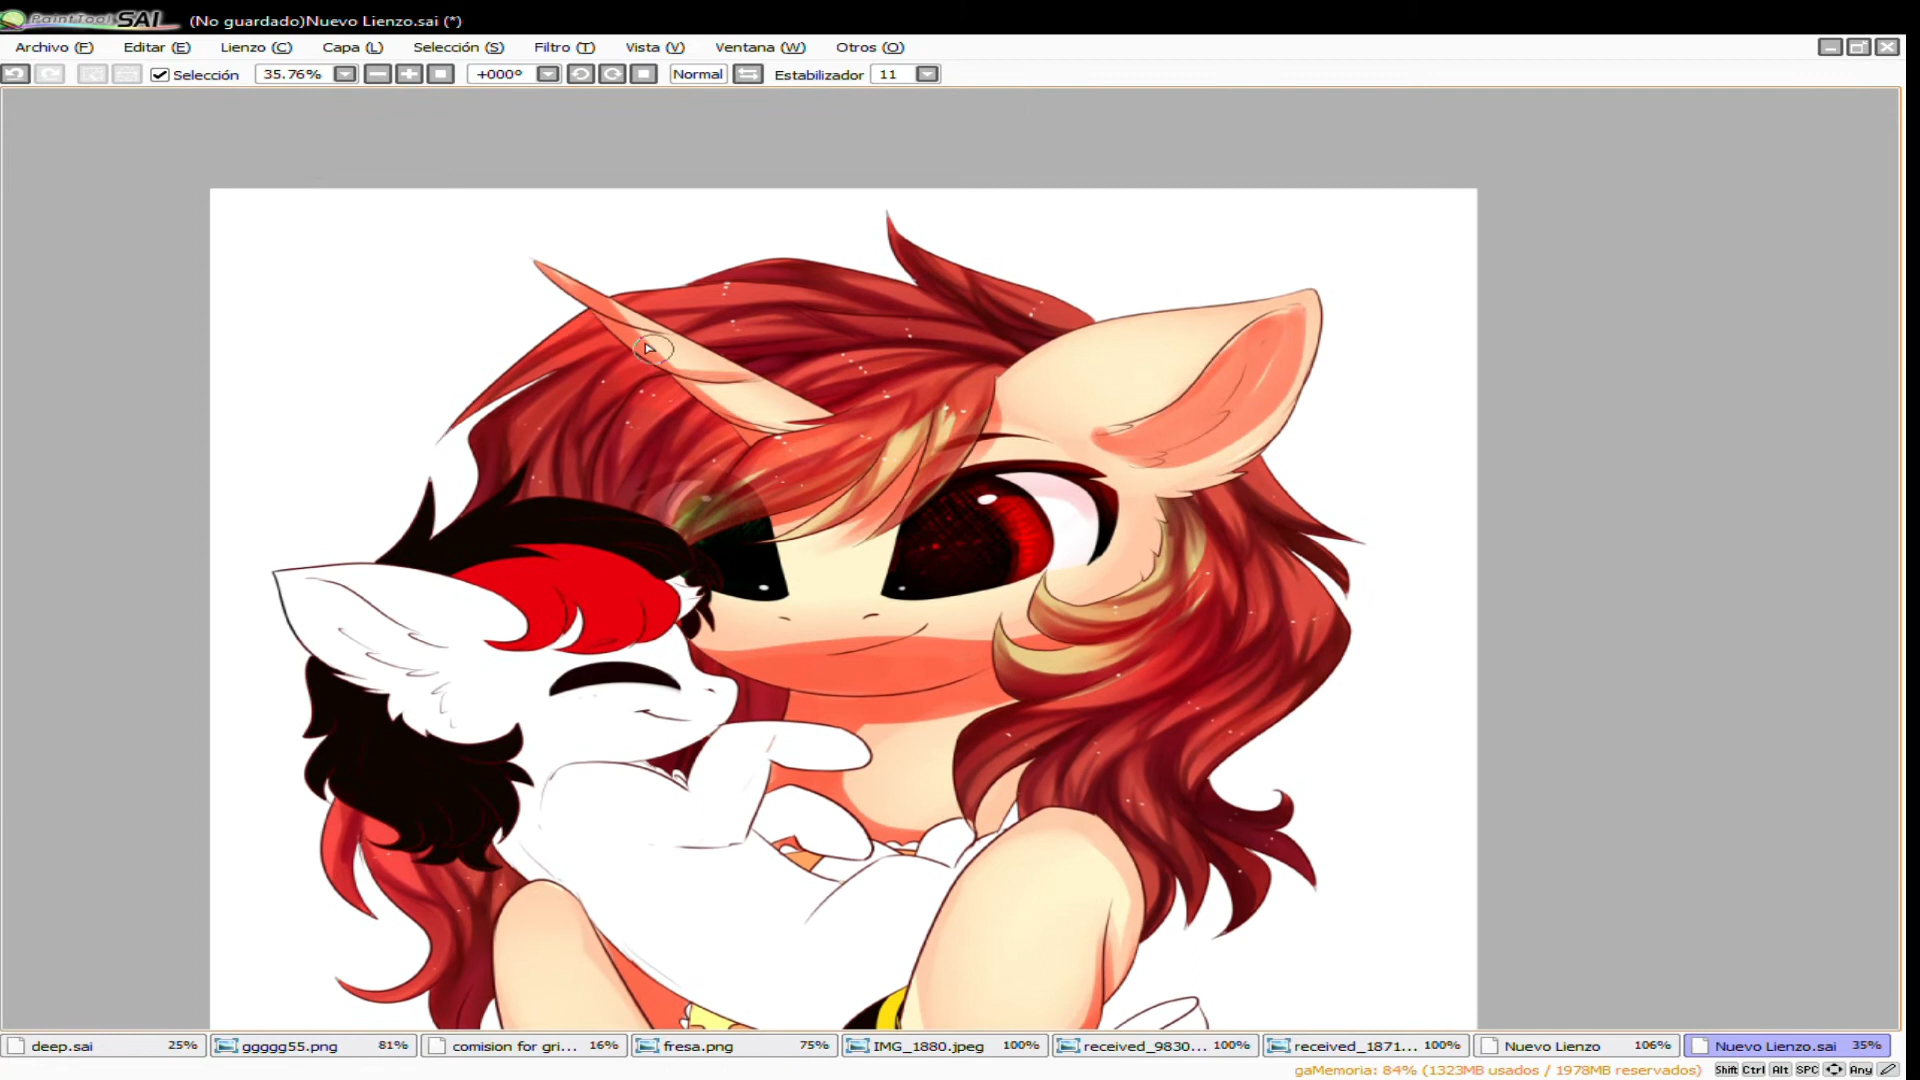 PaintTool SAI (No guardado)Nuevo Lienzo.sai (*)
Archivo (F) Editar (E) Lienzo (C) Capa (L) Selección (S) Filtro (T) Vista (V) Ventana (W) Otros (O)
Selección 35.76% +000º Normal Estabilizador 11
deep.sai 25% ggggg55.png 81% comision for gri... 16% fresa.png 75% IMG_1880.jpeg 100% received_9830... 100% received_1871... 100% Nuevo Lienzo 106% Nuevo Lienzo.sai 35%
gaMemoria: 84% (1323MB usados / 1978MB reservados) Shift Ctrl Alt SPC Any